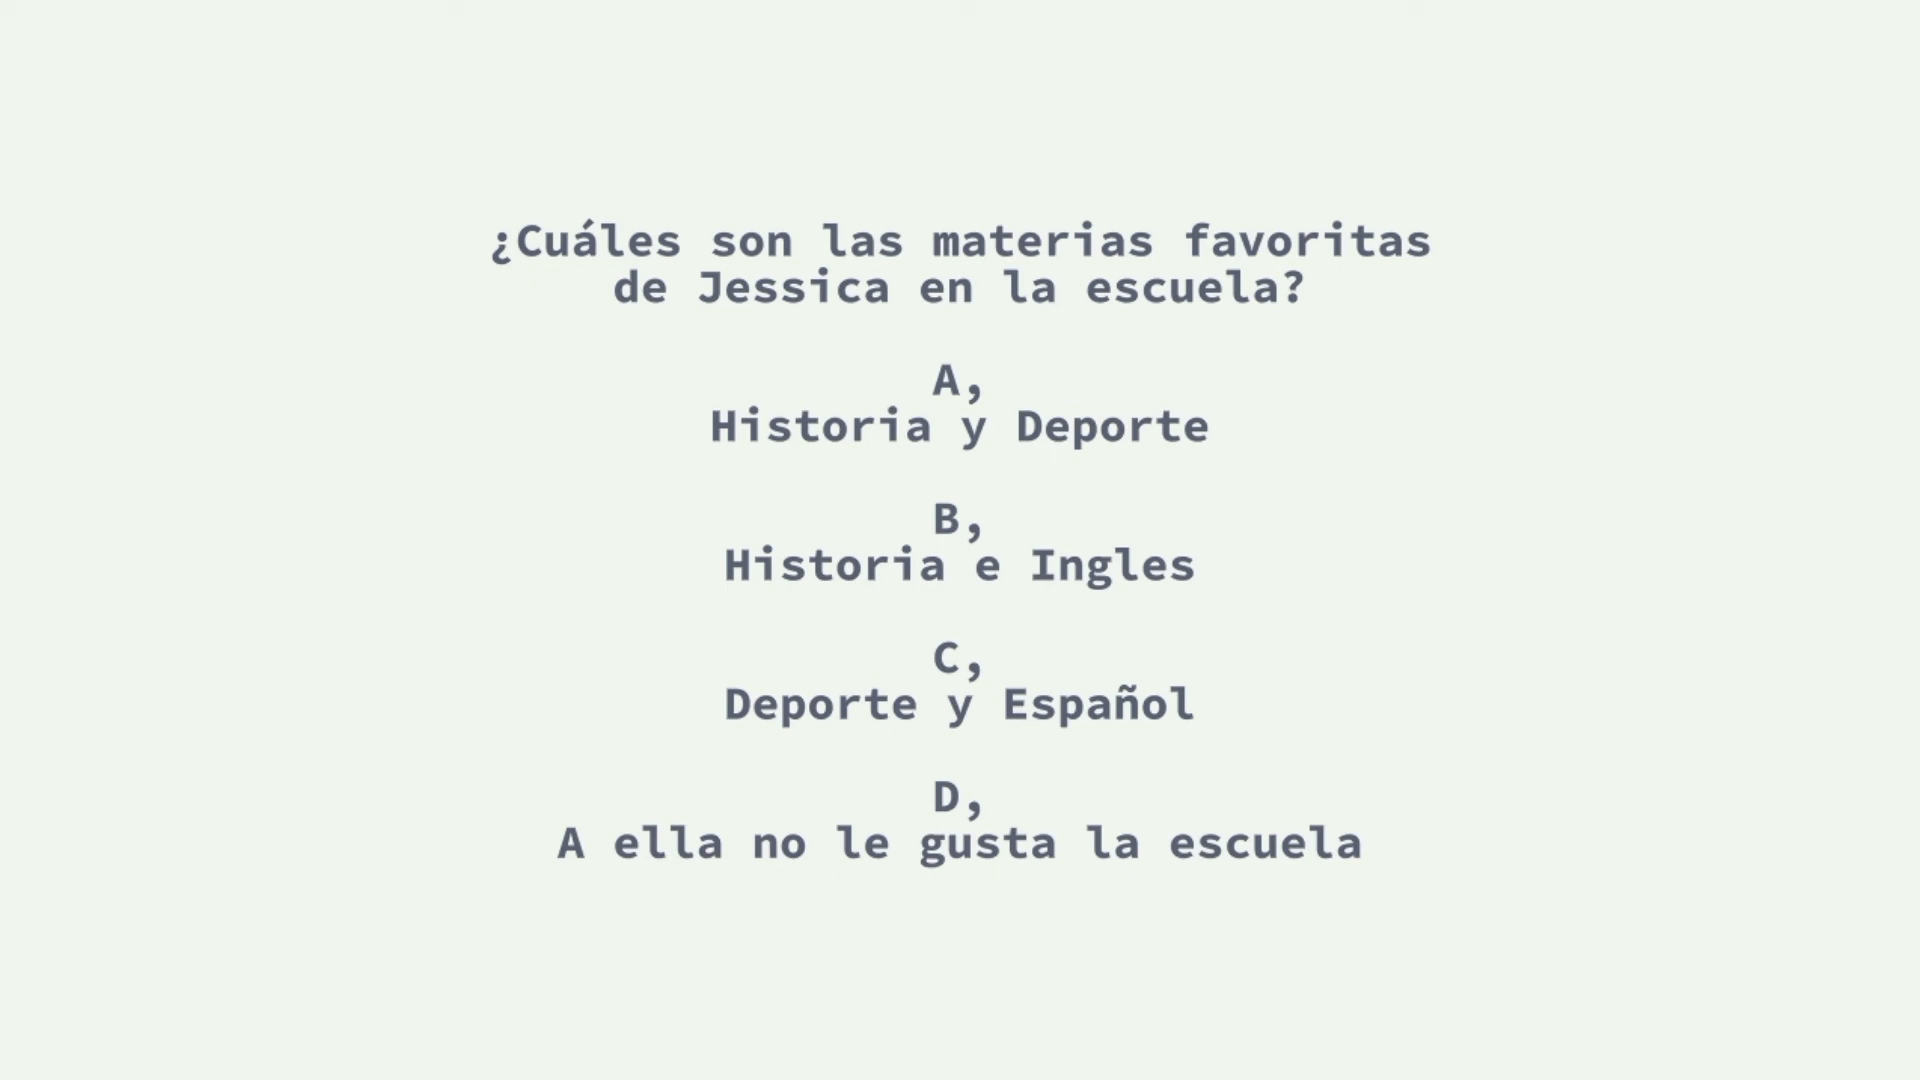 ¿Cuáles son las materias favoritas
de Jessica en la escuela?
A,
Historia y Deporte
B,
Historia e Ingles
C,
Deporte y Español
D,
A ella no le gusta la escuela